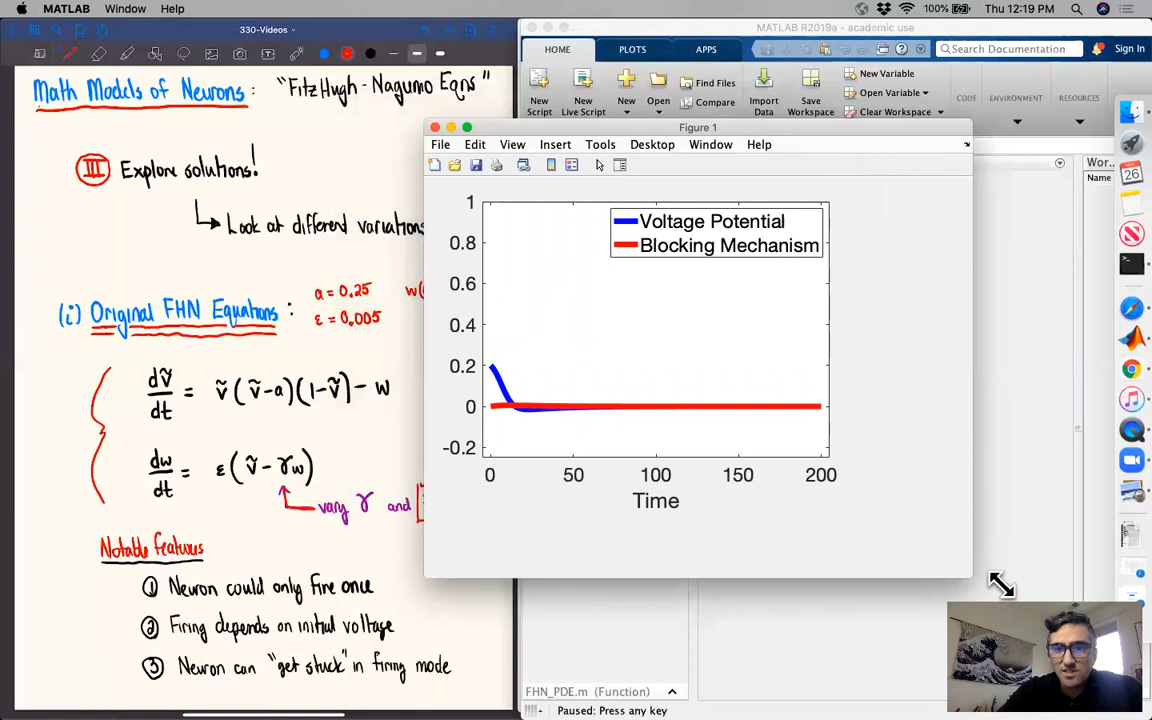 MATLAB Window Help
100% Thu 12:19 PM
330-Videos
Math Models of Neurons: "FitzHugh-Nagumo Eqns"
III Explore solutions!
Look at different variations
(i) Original FHN Equations :
a = 0.25
ε = 0.005
w(
dṽ/dt = ṽ(ṽ-a)(1-ṽ) - w
dw/dt = ε(ṽ-γw)
vary γ and
Notable features
① Neuron could only fire once
② Firing depends on initial voltage
③ Neuron can "get stuck" in firing mode
MATLAB R2019a - academic use
HOME PLOTS APPS
Search Documentation
Sign In
New Script
New Live Script
New
Open
Find Files
Compare
Import Data
Save Workspace
New Variable
Open Variable
Clear Workspace
CODE
ENVIRONMENT
RESOURCES
Wor...
Name
Figure 1
File Edit View Insert Tools Desktop Window Help
Voltage Potential
Blocking Mechanism
1
0.8
0.6
0.4
0.2
0
-0.2
0 50 100 150 200
Time
26
FHN_PDE.m (Function)
Paused: Press any key